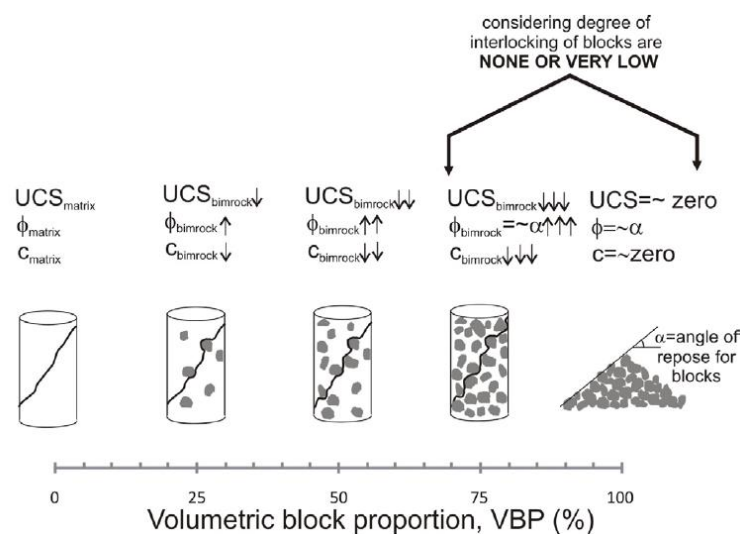 considering degree of
interlocking of blocks are
NONE OR VERY LOW
UCSmatrix
ϕmatrix
cmatrix
UCSbimrock↓
ϕbimrock↑
cbimrock↓
UCSbimrock↓↓
ϕbimrock↑↑
cbimrock↓↓
UCSbimrock↓↓↓
ϕbimrock=~α↑↑↑
cbimrock↓↓↓
UCS=~ zero
ϕ=~α
c=~zero
α=angle of
repose for
blocks
0 25 50 75 100
Volumetric block proportion, VBP (%)